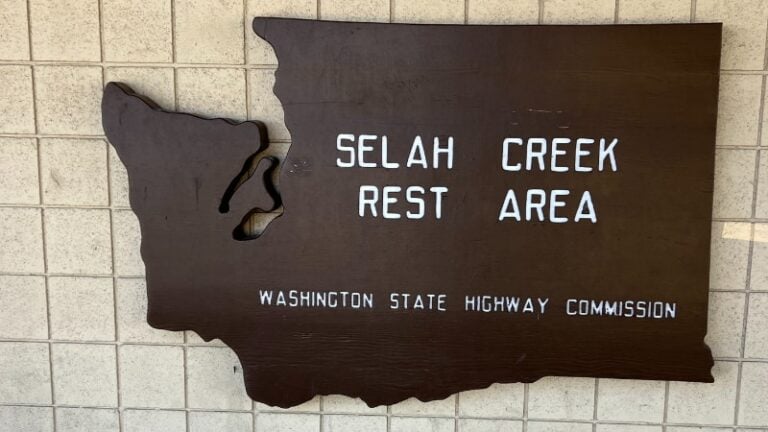 SELAH CREEK
REST AREA
WASHINGTON STATE HIGHWAY COMMISSION